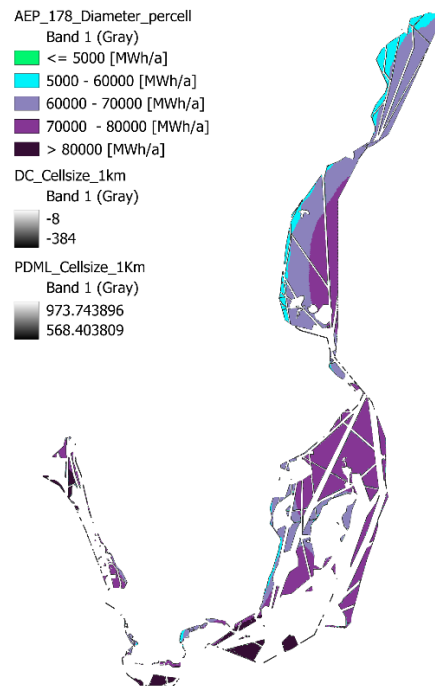 AEP_178_Diameter_percell
Band 1 (Gray)
<= 5000 [MWh/a]
5000 - 60000 [MWh/a]
60000 - 70000 [MWh/a]
70000  - 80000 [MWh/a]
> 80000 [MWh/a]
DC_Cellsize_1km
Band 1 (Gray)
-8
-384
PDML_Cellsize_1Km
Band 1 (Gray)
973.743896
568.403809